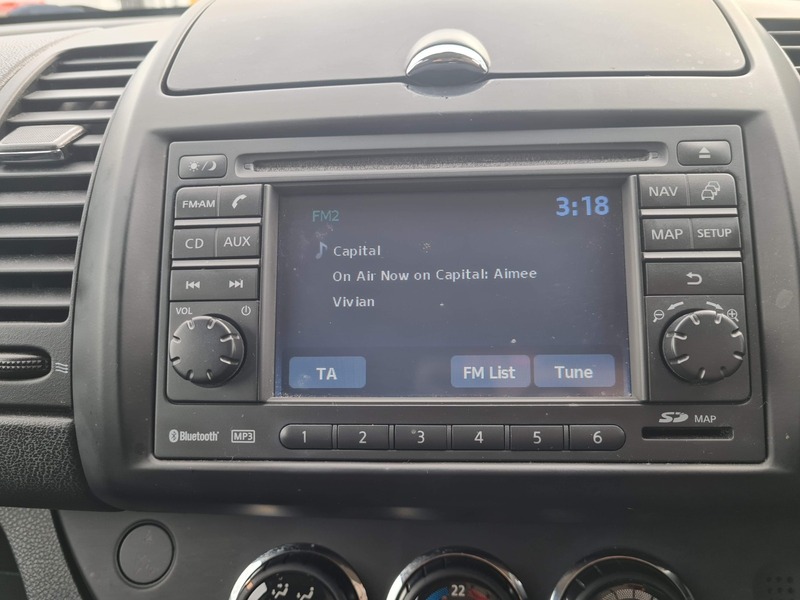 FM·AM
NAV
FM2
3:18
CD
AUX
MAP
SETUP
Capital
On Air Now on Capital: Aimee
Vivian
VOL
TA
FM List
Tune
Bluetooth
MP3
1 2 3 4 5 6
SD MAP
22